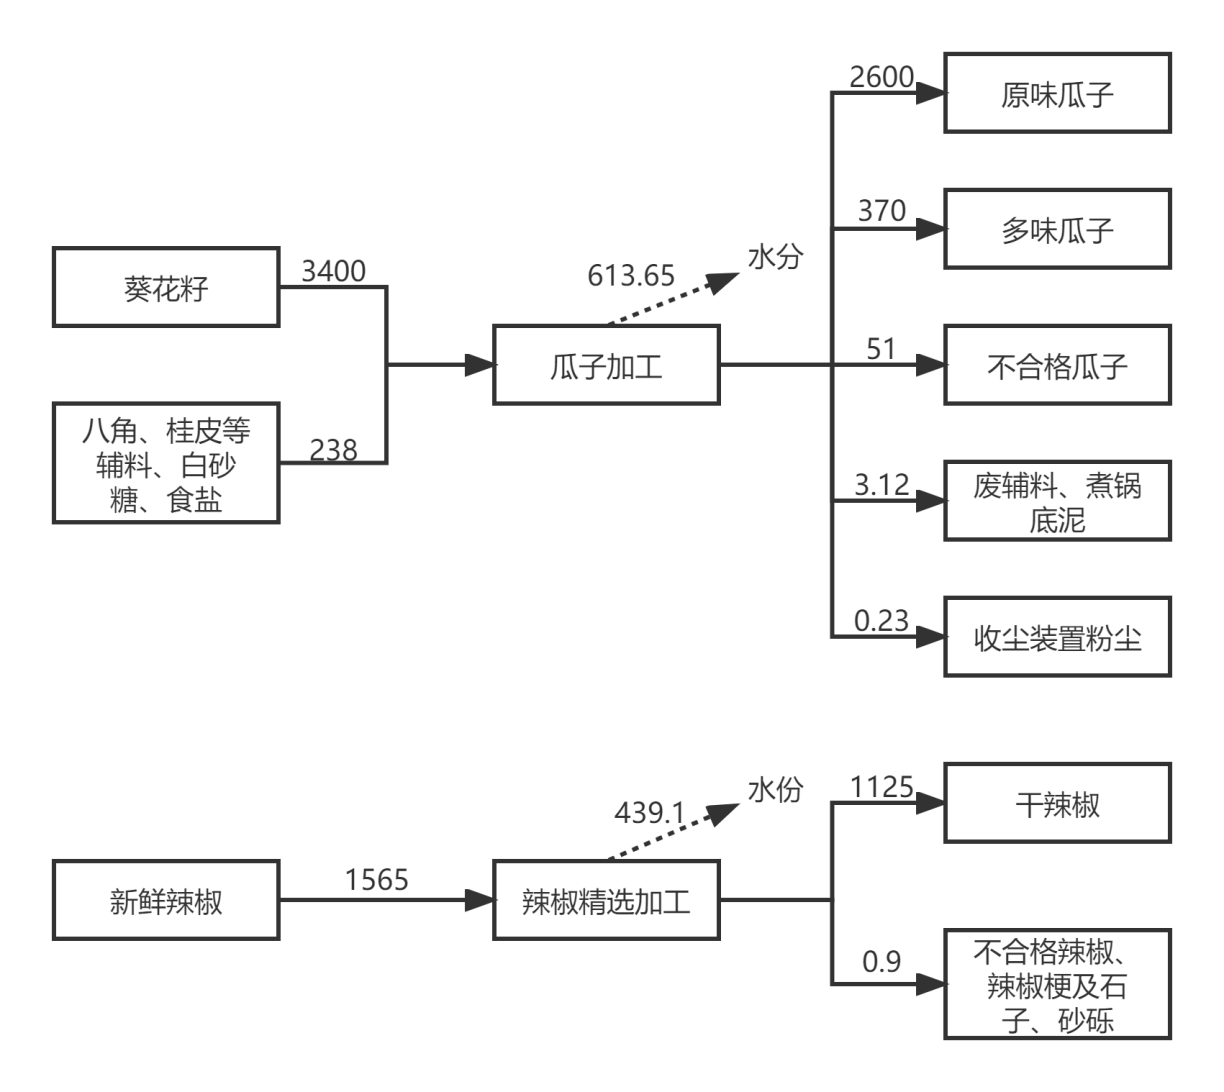 2600
原味瓜子
370
多味瓜子
水分
613.65
3400
葵花籽
瓜子加工
51
不合格瓜子
八角、桂皮等
辅料、白砂
糖、食盐
238
3.12
废辅料、煮锅
底泥
0.23
收尘装置粉尘
水份
439.1
1125
干辣椒
新鲜辣椒
1565
辣椒精选加工
0.9
不合格辣椒、
辣椒梗及石
子、砂砾